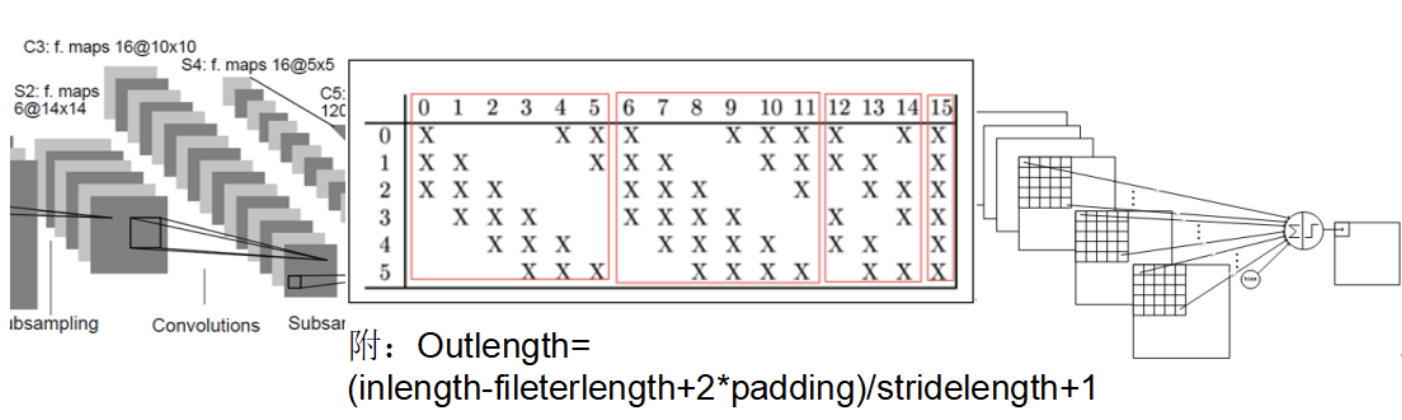 C3: f. maps 16@10x10
S4: f. maps 16@5x5
S2: f. maps
6@14x14
C5:
120
0 1 2 3 4 5 6 7 8 9 10 11 12 13 14 15
0 X X X X X X X X X X
1 X X X X X X X X X X
2 X X X X X X X X X X
3 X X X X X X X X X X
4 X X X X X X X X X X
5 X X X X X X X X X X
bias
ubsampling
Convolutions
附：Outlength=
(inlength-fileterlength+2*padding)/stridelength+1